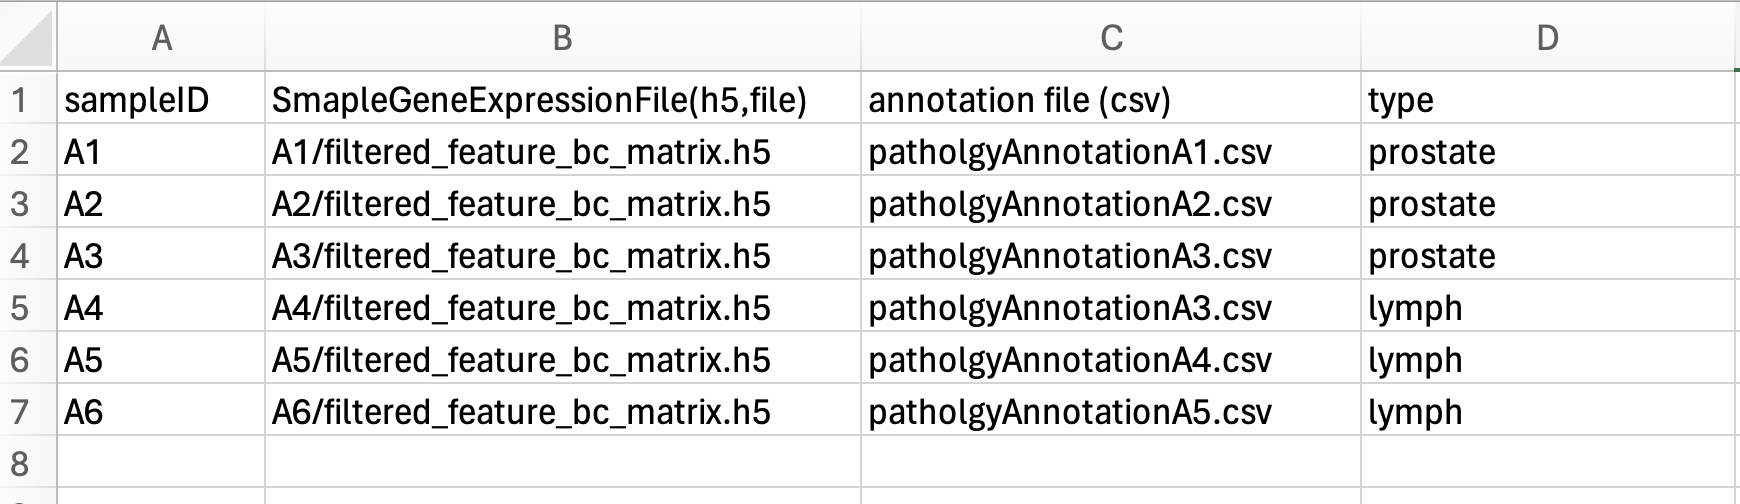 A B C D
1 sampleID SmapleGeneExpressionFile(h5,file) annotation file (csv) type
2 A1 A1/filtered_feature_bc_matrix.h5 patholgyAnnotationA1.csv prostate
3 A2 A2/filtered_feature_bc_matrix.h5 patholgyAnnotationA2.csv prostate
4 A3 A3/filtered_feature_bc_matrix.h5 patholgyAnnotationA3.csv prostate
5 A4 A4/filtered_feature_bc_matrix.h5 patholgyAnnotationA3.csv lymph
6 A5 A5/filtered_feature_bc_matrix.h5 patholgyAnnotationA4.csv lymph
7 A6 A6/filtered_feature_bc_matrix.h5 patholgyAnnotationA5.csv lymph
8